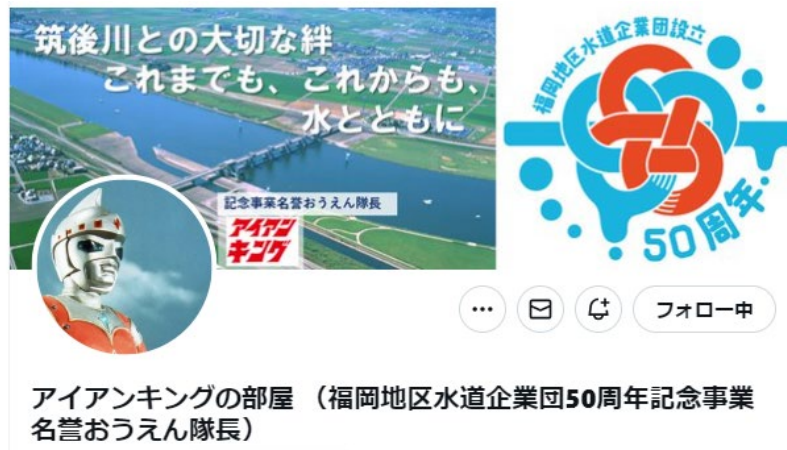 筑後川との大切な絆
これまでも、これからも、
水とともに
記念事業名誉おうえん隊長
アイアン
キング
福岡地区水道企業団設立
50周年
フォロー中
アイアンキングの部屋 （福岡地区水道企業団50周年記念事業
名誉おうえん隊長）